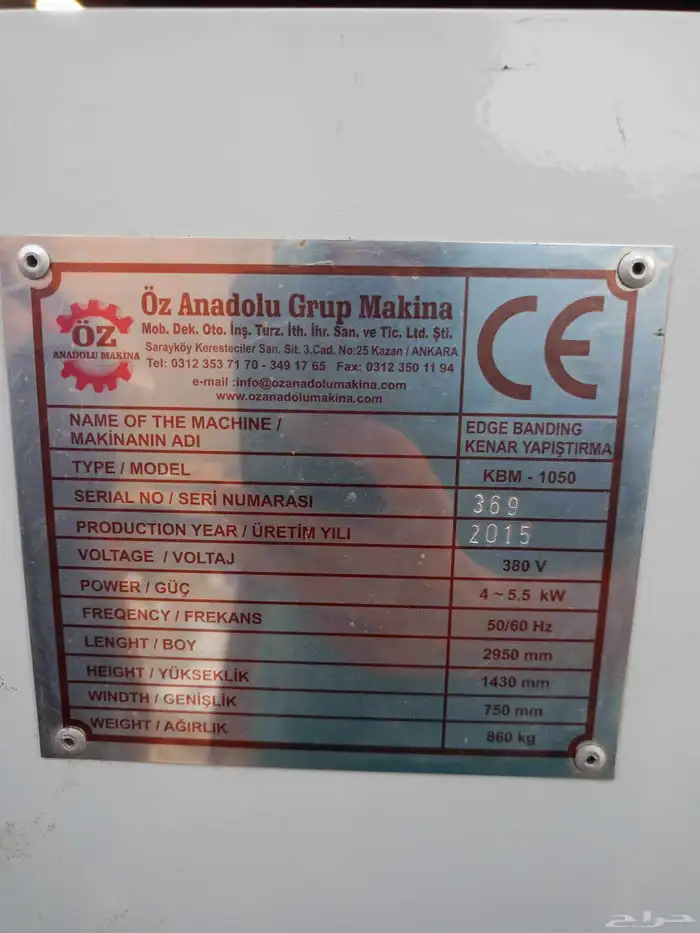 Öz Anadolu Grup Makina
Mob. Dek. Oto. İnş. Turz. İth. İhr. San. ve Tic. Ltd. Şti.
Sarayköy Keresteciler San. Sit. 3.Cad. No:25 Kazan / ANKARA
Tel: 0312 353 71 70 - 349 17 65 Fax: 0312 350 11 94
e-mail :info@ozanadolumakina.com
www.ozanadolumakina.com
ÖZ
ANADOLU MAKINA
CE
NAME OF THE MACHINE /
MAKİNANIN ADI
EDGE BANDING
KENAR YAPIŞTIRMA
TYPE / MODEL KBM - 1050
SERIAL NO / SERİ NUMARASI 369
PRODUCTION YEAR / ÜRETİM YILI 2015
VOLTAGE / VOLTAJ 380 V
POWER / GÜÇ 4 ~ 5.5 kW
FREQENCY / FREKANS 50/60 Hz
LENGHT / BOY 2950 mm
HEIGHT / YÜKSEKLİK 1430 mm
WINDTH / GENİŞLİK 750 mm
WEIGHT / AĞIRLIK 860 kg
حراج